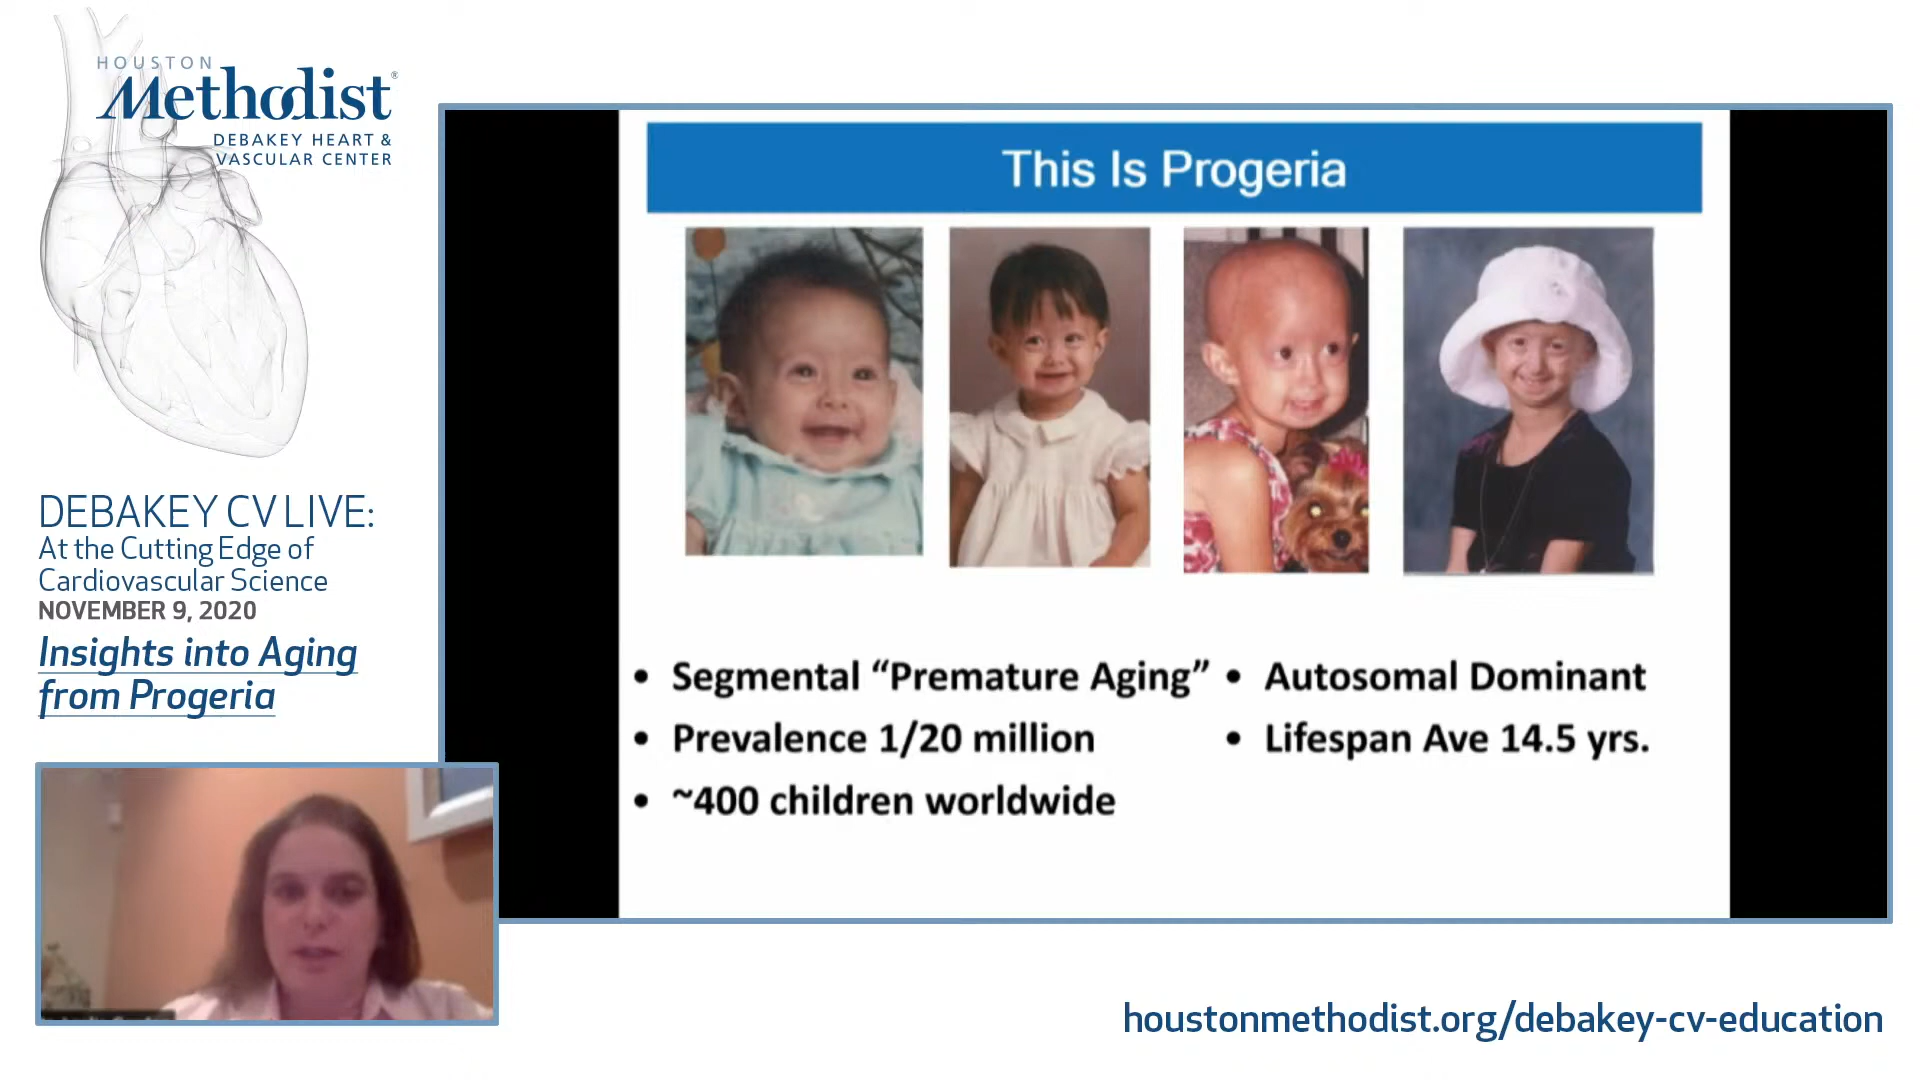 HOUSTON
Methodist®
DEBAKEY HEART &
VASCULAR CENTER
DEBAKEY CV LIVE:
At the Cutting Edge of
Cardiovascular Science
NOVEMBER 9, 2020
Insights into Aging
from Progeria
This Is Progeria
• Segmental “Premature Aging”
• Prevalence 1/20 million
• ~400 children worldwide
• Autosomal Dominant
• Lifespan Ave 14.5 yrs.
houstonmethodist.org/debakey-cv-education